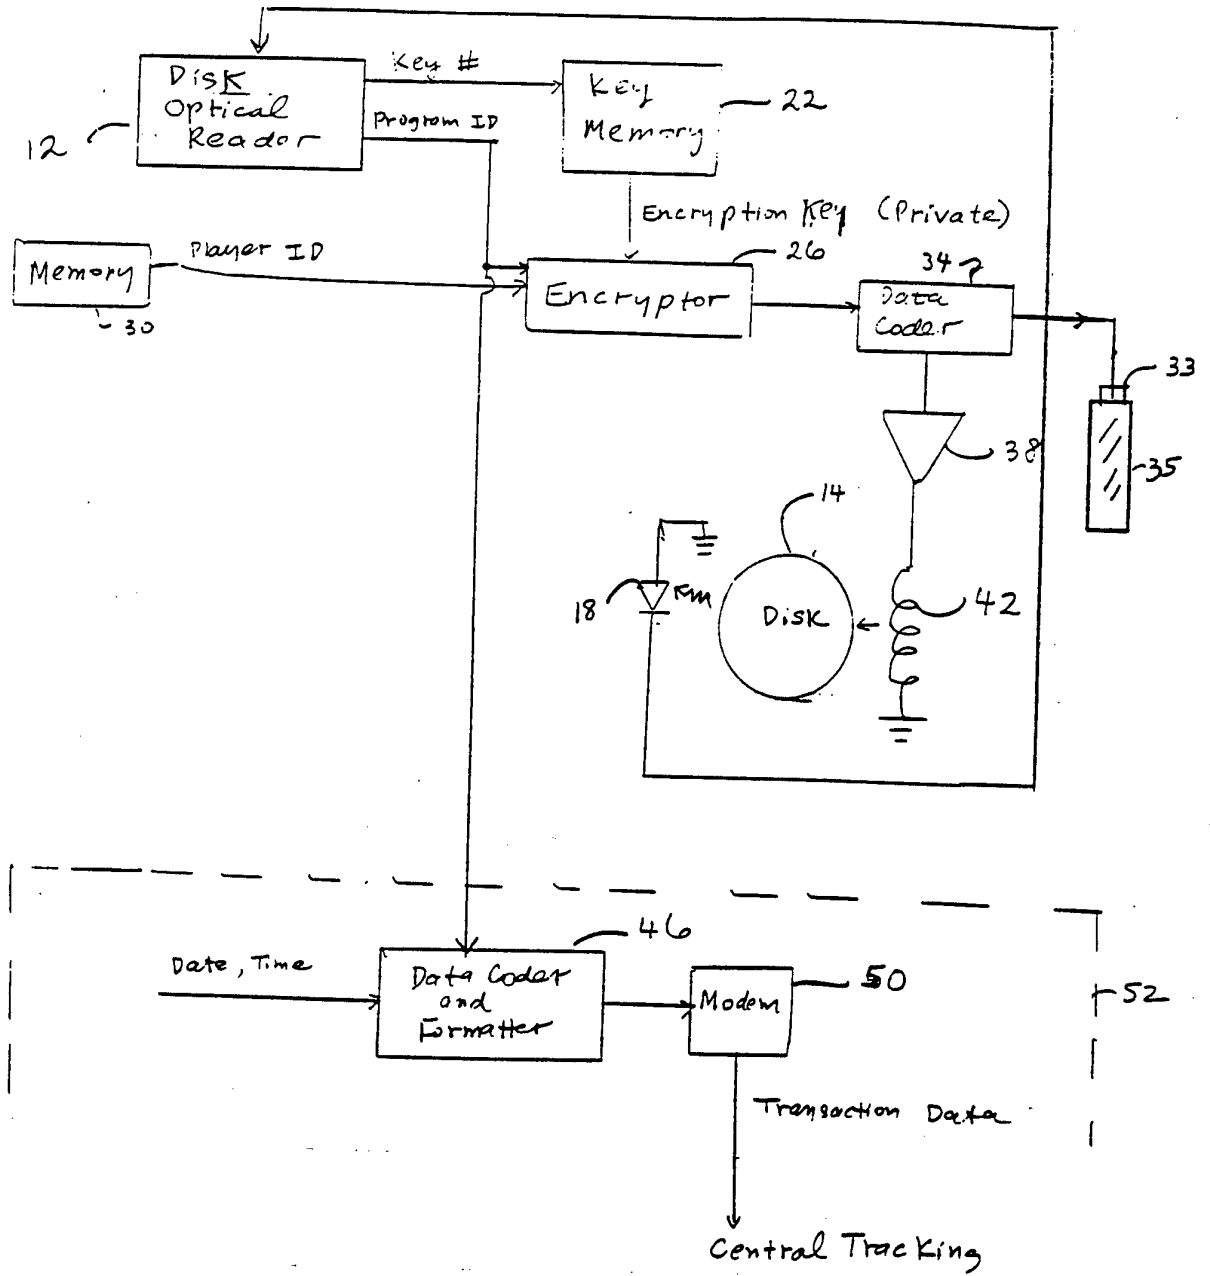 Disk
Optical
Reador
12
Key #
Program ID
Key
Memory
22
Encryption Key (Private)
Memory
30
Player ID
Encryptor
26
34
Data
Coder
33
35
38
14
18
Disk
42
46
Date, Time
Data Coder
and
Formatter
Modem
50
52
Transaction Data
Central Tracking